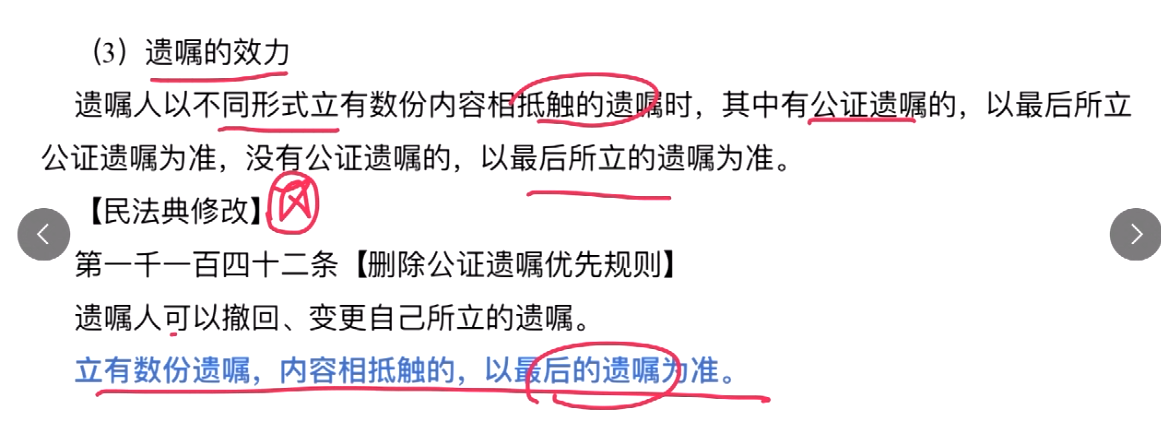 （3）遗嘱的效力
遗嘱人以不同形式立有数份内容相抵触的遗嘱时，其中有公证遗嘱的，以最后所立
公证遗嘱为准，没有公证遗嘱的，以最后所立的遗嘱为准。
【民法典修改】
第一千一百四十二条【删除公证遗嘱优先规则】
遗嘱人可以撤回、变更自己所立的遗嘱。
立有数份遗嘱，内容相抵触的，以最后的遗嘱为准。